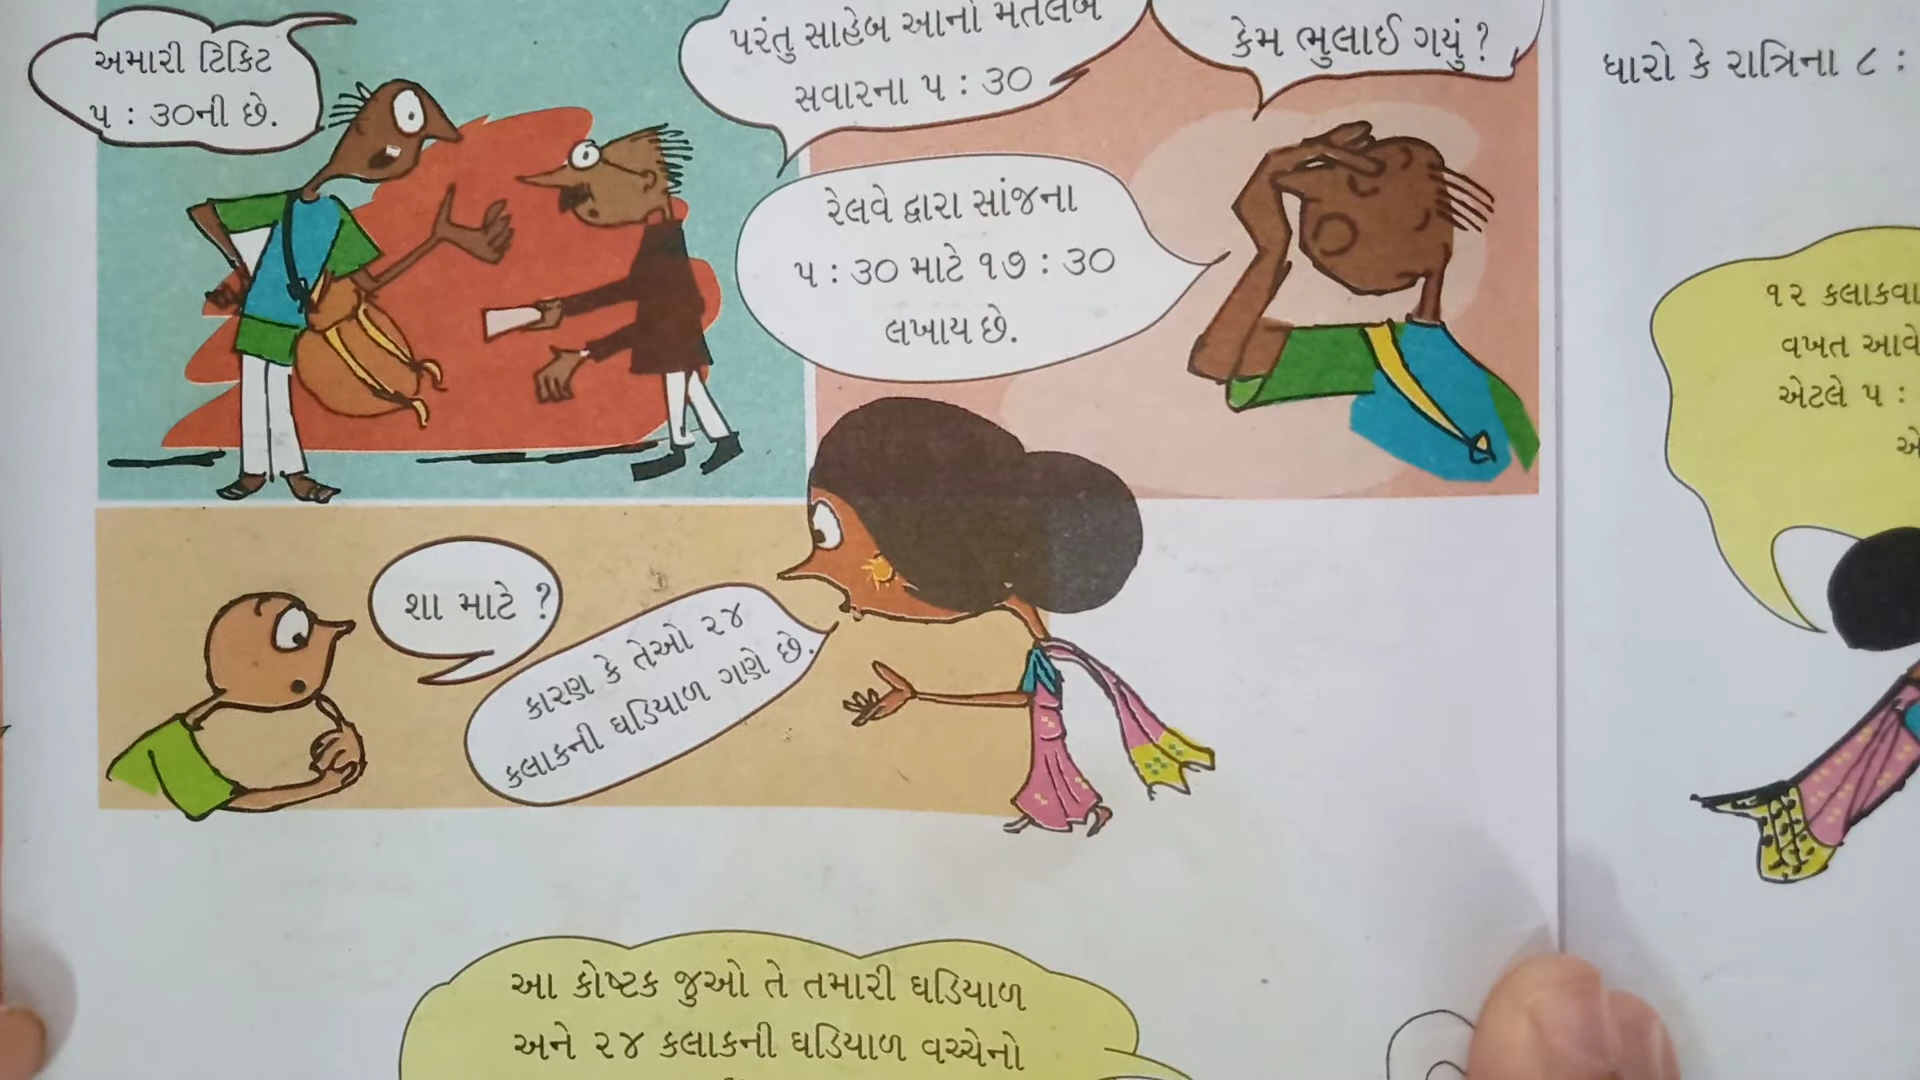 અમારી ટિકિટ
૫ : ૩૦ની છે.
પરંતુ સાહેબ આનો મતલબ
સવારના ૫ : ૩૦
કેમ ભુલાઈ ગયું ?
રેલવે દ્વારા સાંજના
૫ : ૩૦ માટે ૧૭ : ૩૦
લખાય છે.
શા માટે ?
કારણ કે તેઓ ૨૪
કલાકની ઘડિયાળ ગણે છે.
આ કોષ્ટક જુઓ તે તમારી ઘડિયાળ
અને ૨૪ કલાકની ઘડિયાળ વચ્ચેનો
ધારો કે રાત્રિના ૮ :
૧૨ કલાકવા
વખત આવે
એટલે ૫ :